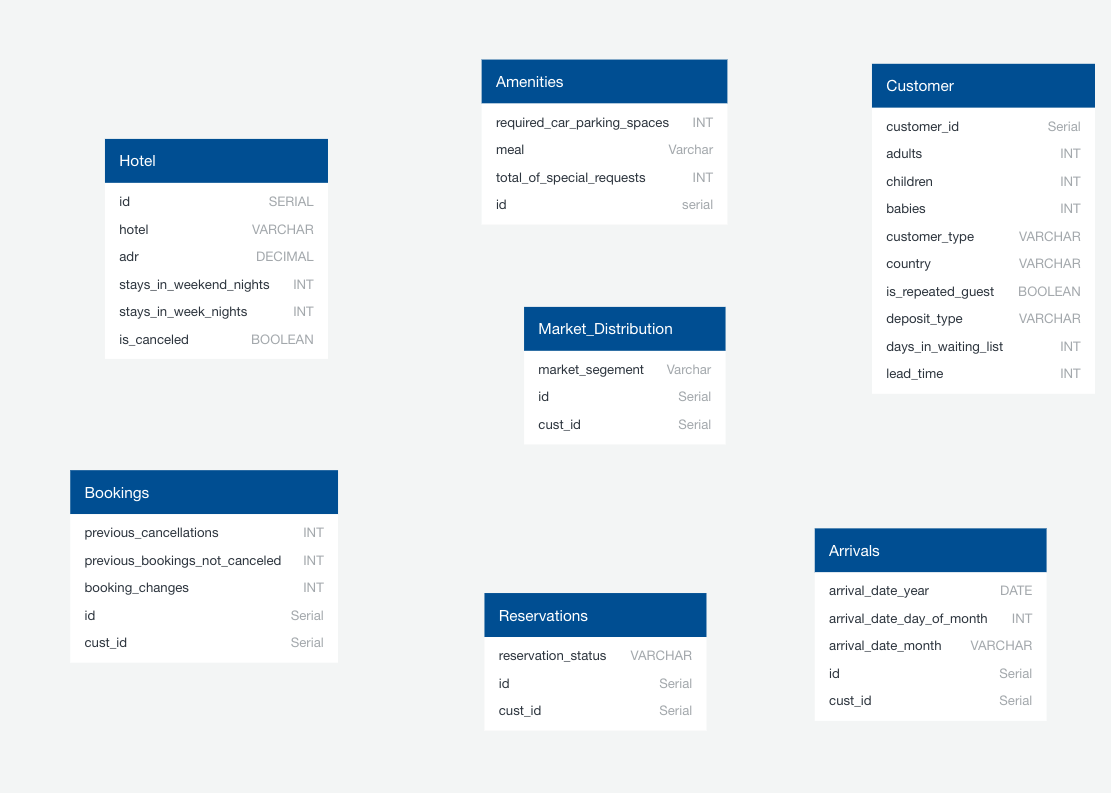 Hotel
id SERIAL
hotel VARCHAR
adr DECIMAL
stays_in_weekend_nights INT
stays_in_week_nights INT
is_canceled BOOLEAN
Amenities
required_car_parking_spaces INT
meal Varchar
total_of_special_requests INT
id serial
Customer
customer_id Serial
adults INT
children INT
babies INT
customer_type VARCHAR
country VARCHAR
is_repeated_guest BOOLEAN
deposit_type VARCHAR
days_in_waiting_list INT
lead_time INT
Market_Distribution
market_segement Varchar
id Serial
cust_id Serial
Bookings
previous_cancellations INT
previous_bookings_not_canceled INT
booking_changes INT
id Serial
cust_id Serial
Reservations
reservation_status VARCHAR
id Serial
cust_id Serial
Arrivals
arrival_date_year DATE
arrival_date_day_of_month INT
arrival_date_month VARCHAR
id Serial
cust_id Serial